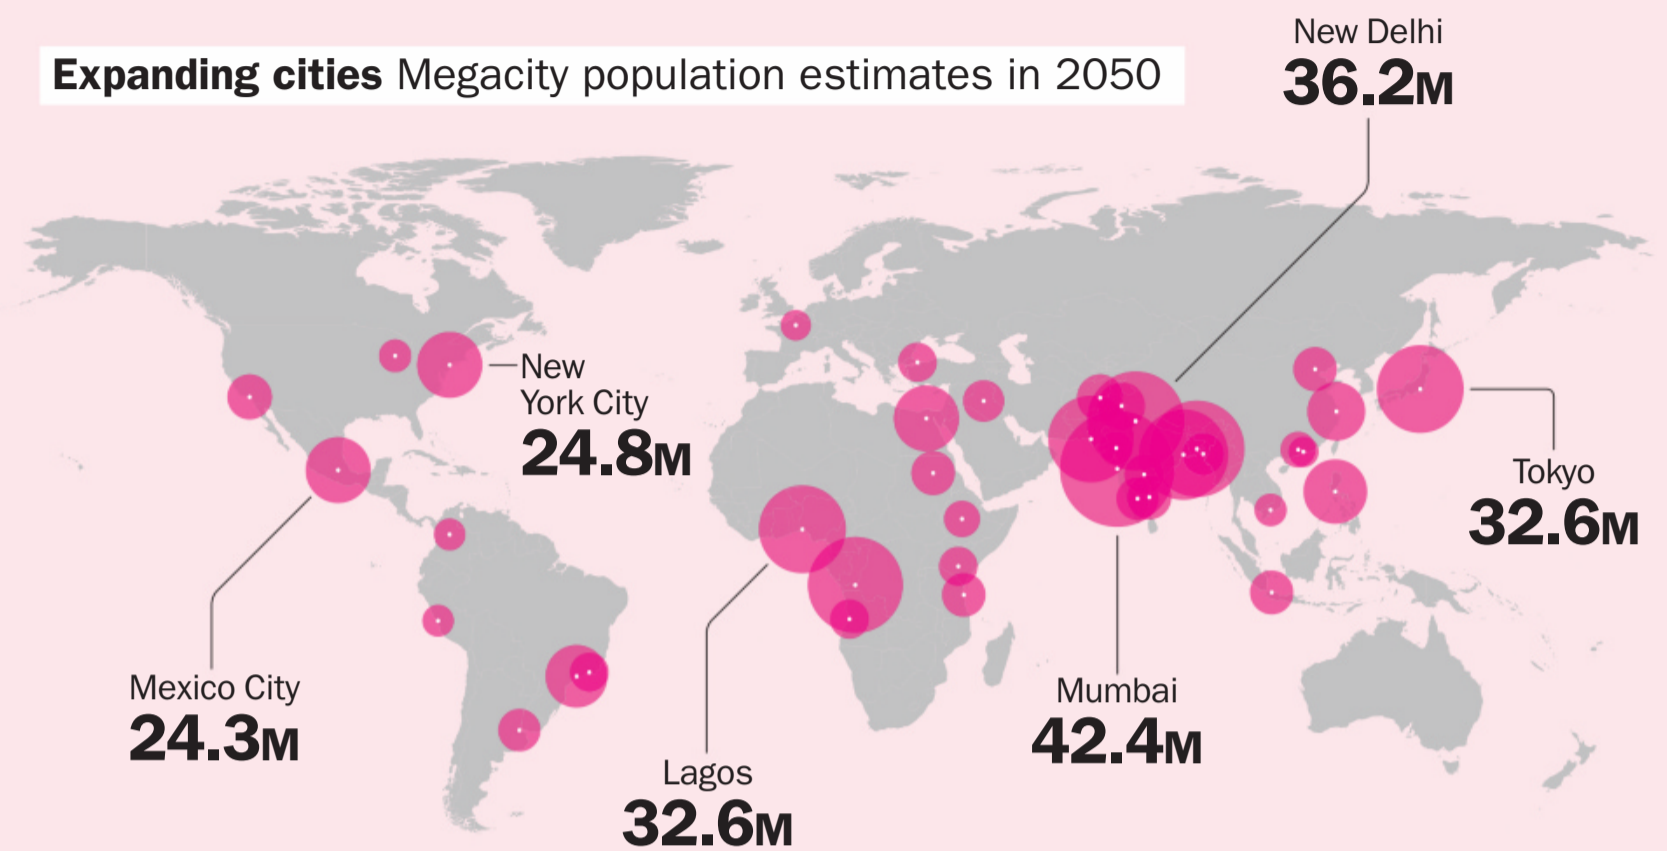 Expanding cities Megacity population estimates in 2050
New Delhi
36.2M
New
York City
24.8M
Tokyo
32.6M
Mexico City
24.3M
Mumbai
42.4M
Lagos
32.6M